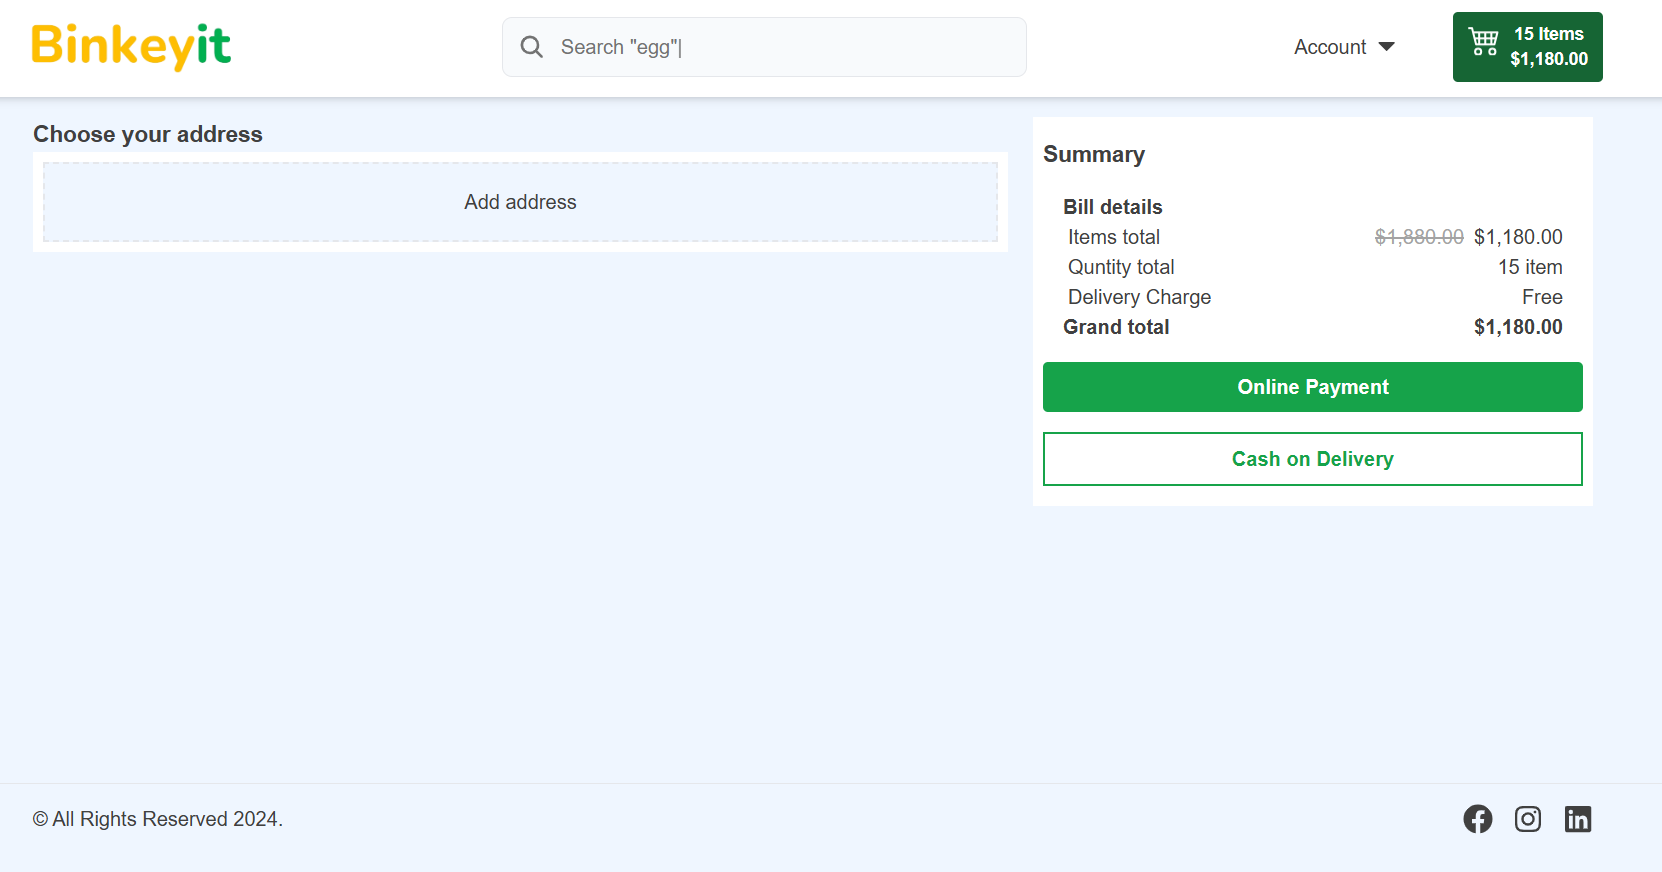 Binkeyit
Search "egg"|
Account
15 Items
$1,180.00
Choose your address
Add address
Summary
Bill details
Items total $1,880.00 $1,180.00
Quntity total 15 item
Delivery Charge Free
Grand total $1,180.00
Online Payment
Cash on Delivery
© All Rights Reserved 2024.